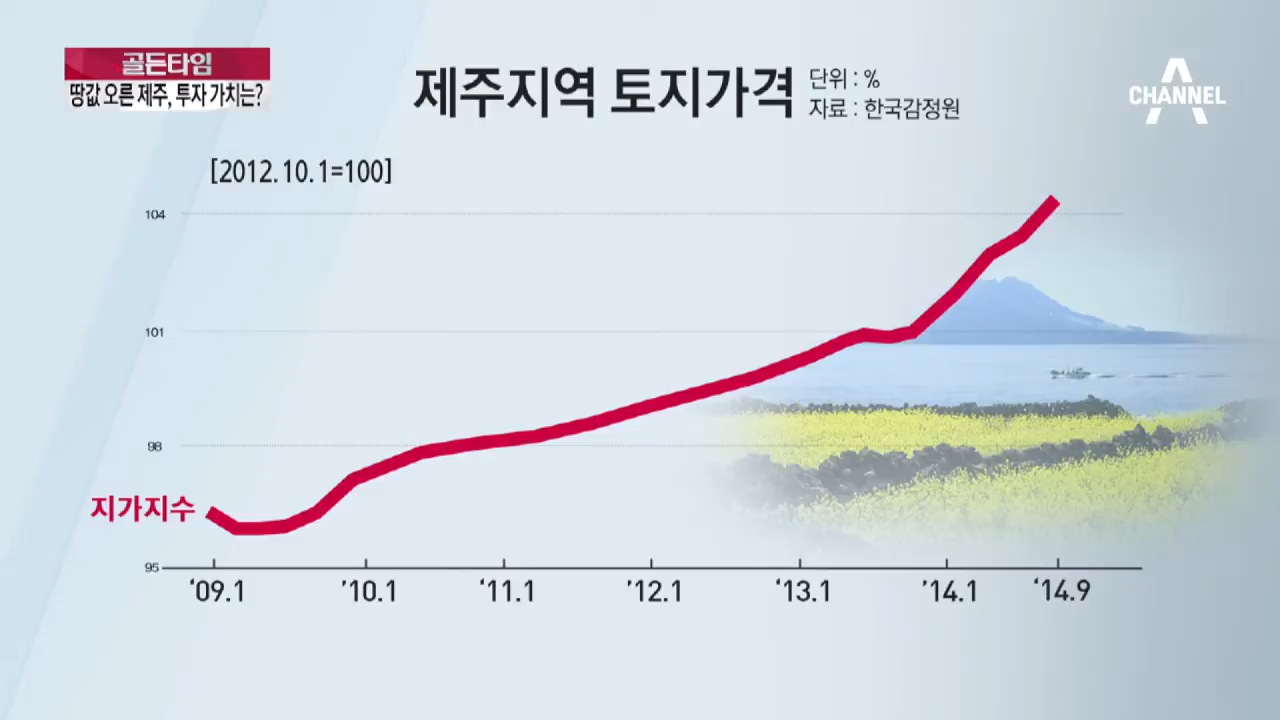 골든타임
땅값 오른 제주, 투자 가치는?
제주지역 토지가격
단위 : %
자료 : 한국감정원
CHANNEL A
[2012.10.1=100]
104
101
98
지가지수
95
‘09.1 ’10.1 ‘11.1 ‘12.1 ‘13.1 ‘14.1 ‘14.9